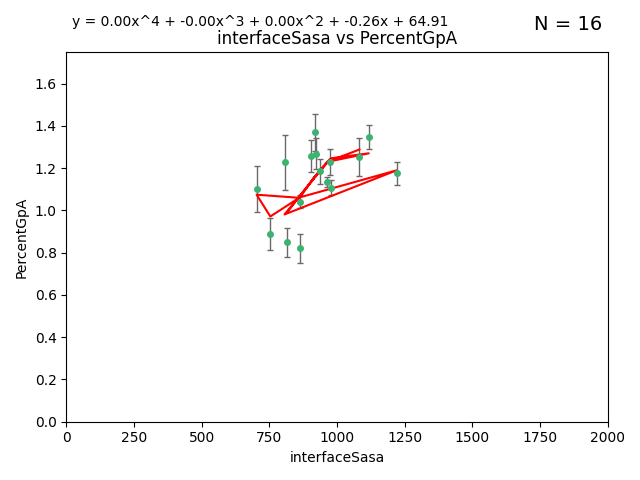 y = 0.00x^4 + -0.00x^3 + 0.00x^2 + -0.26x + 64.91
N = 16
interfaceSasa vs PercentGpA
PercentGpA
1.6
1.4
1.2
1.0
0.8
0.6
0.4
0.2
0.0
0 250 500 750 1000 1250 1500 1750 2000
interfaceSasa